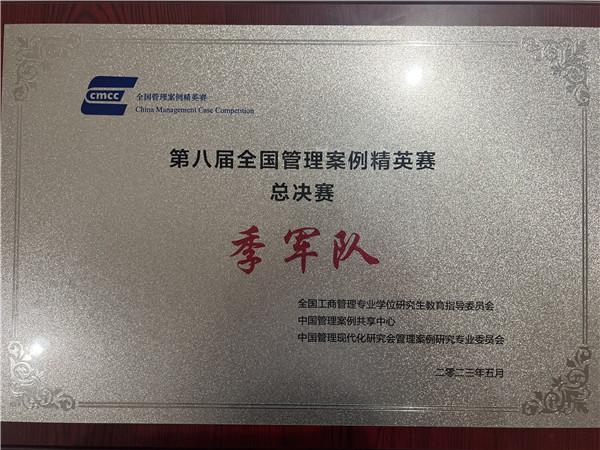 cmcc
全国管理案例精英赛
China Management Case Competition
第八届全国管理案例精英赛
总决赛
季军队
全国工商管理专业学位研究生教育指导委员会
中国管理案例共享中心
中国管理现代化研究会管理案例研究专业委员会
二零二三年五月